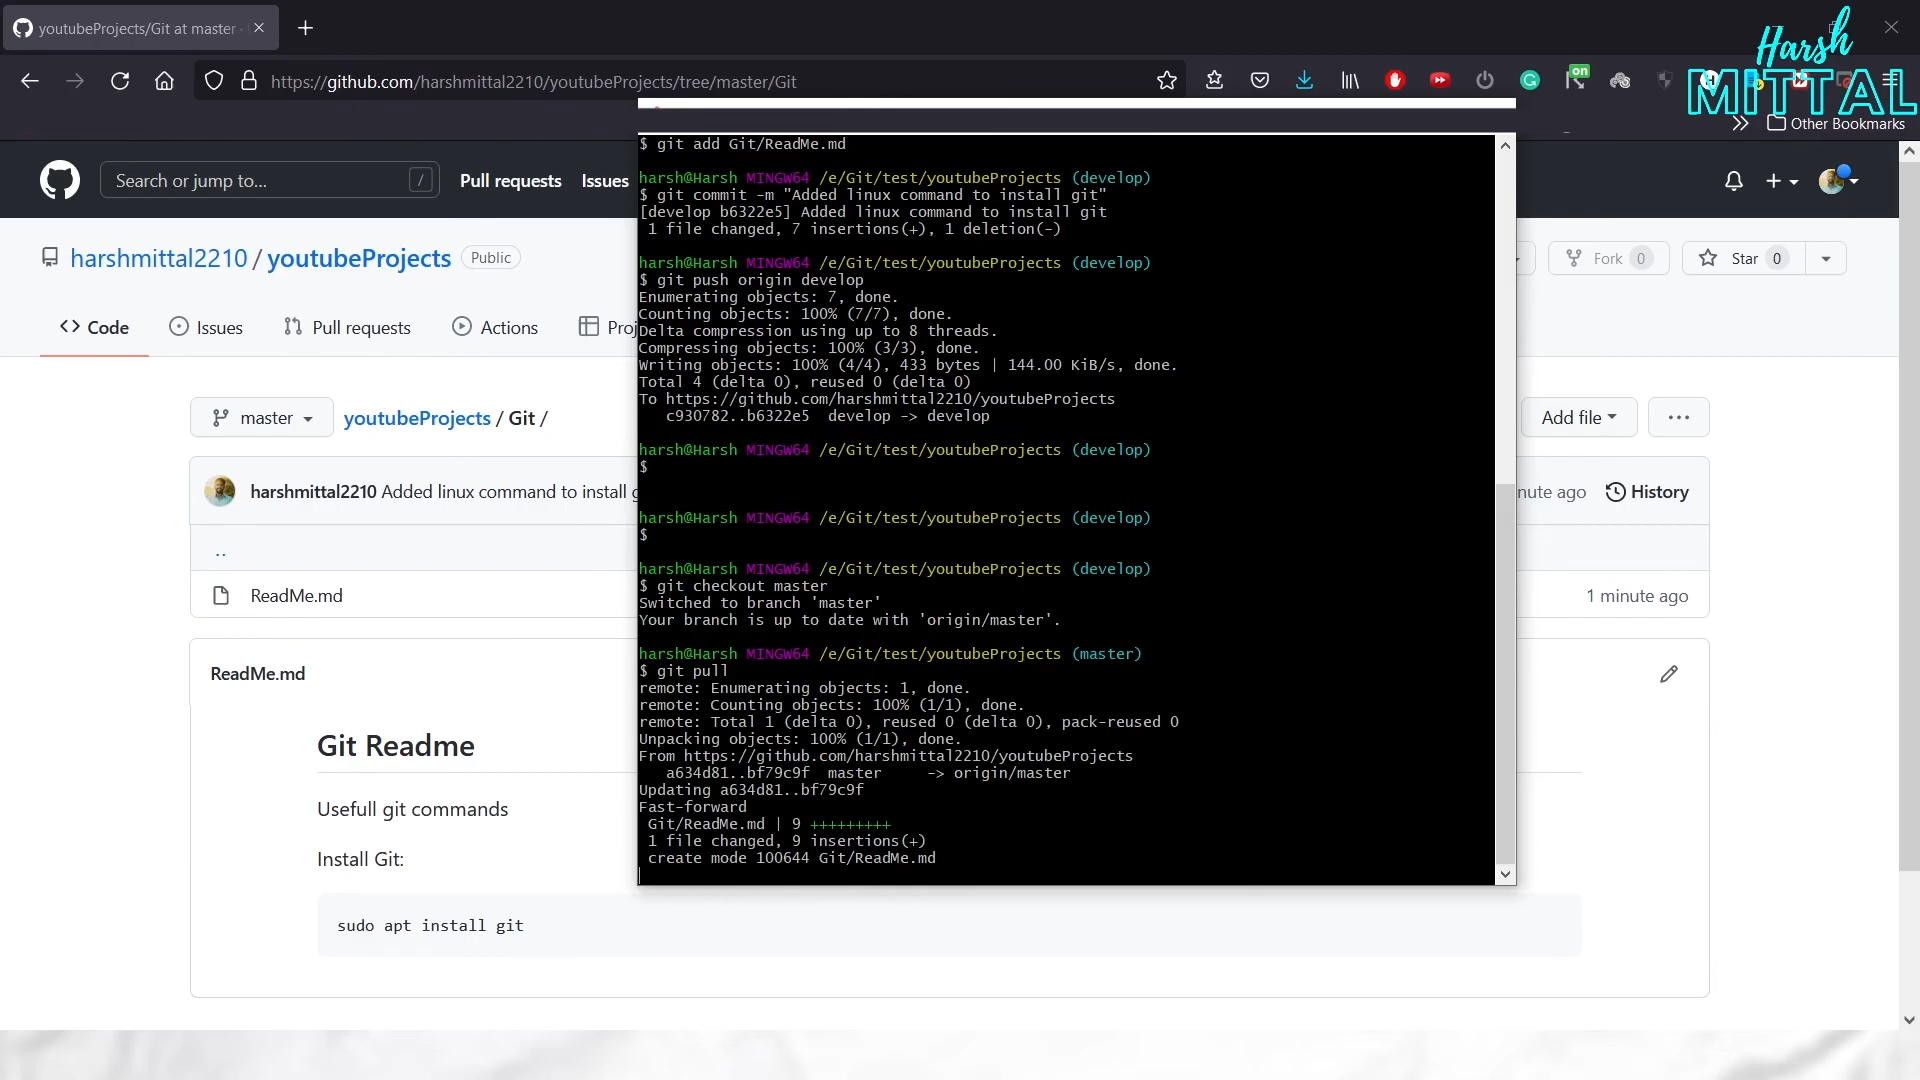 youtubeProjects/Git at master ·
Harsh
MITTAL
https://github.com/harshmittal2210/youtubeProjects/tree/master/Git
on
Other Bookmarks
Search or jump to...
/
Pull requests
Issues
harshmittal2210 / youtubeProjects
Public
Fork 0
Star 0
Code
Issues
Pull requests
Actions
Proj
master
youtubeProjects / Git /
Add file
harshmittal2210 Added linux command to install g
nute ago
History
..
ReadMe.md
1 minute ago
ReadMe.md
Git Readme
Usefull git commands
Install Git:
sudo apt install git
$ git add Git/ReadMe.md
harsh@Harsh MINGW64 /e/Git/test/youtubeProjects (develop)
$ git commit -m "Added linux command to install git"
[develop b6322e5] Added linux command to install git
1 file changed, 7 insertions(+), 1 deletion(-)
harsh@Harsh MINGW64 /e/Git/test/youtubeProjects (develop)
$ git push origin develop
Enumerating objects: 7, done.
Counting objects: 100% (7/7), done.
Delta compression using up to 8 threads.
Compressing objects: 100% (3/3), done.
Writing objects: 100% (4/4), 433 bytes | 144.00 KiB/s, done.
Total 4 (delta 0), reused 0 (delta 0)
To https://github.com/harshmittal2210/youtubeProjects
c930782..b6322e5 develop -> develop
harsh@Harsh MINGW64 /e/Git/test/youtubeProjects (develop)
$
harsh@Harsh MINGW64 /e/Git/test/youtubeProjects (develop)
$
harsh@Harsh MINGW64 /e/Git/test/youtubeProjects (develop)
$ git checkout master
Switched to branch 'master'
Your branch is up to date with 'origin/master'.
harsh@Harsh MINGW64 /e/Git/test/youtubeProjects (master)
$ git pull
remote: Enumerating objects: 1, done.
remote: Counting objects: 100% (1/1), done.
remote: Total 1 (delta 0), reused 0 (delta 0), pack-reused 0
Unpacking objects: 100% (1/1), done.
From https://github.com/harshmittal2210/youtubeProjects
a634d81..bf79c9f master -> origin/master
Updating a634d81..bf79c9f
Fast-forward
Git/ReadMe.md | 9 +++++++++
1 file changed, 9 insertions(+)
create mode 100644 Git/ReadMe.md